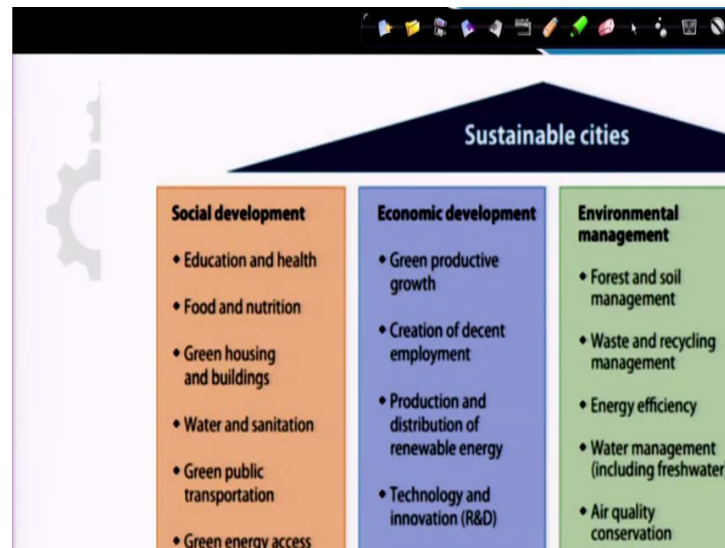 Sustainable cities
Social development
• Education and health
• Food and nutrition
• Green housing
and buildings
• Water and sanitation
• Green public
transportation
• Green energy access
Economic development
• Green productive
growth
• Creation of decent
employment
• Production and
distribution of
renewable energy
• Technology and
innovation (R&D)
Environmental
management
• Forest and soil
management
• Waste and recycling
management
• Energy efficiency
• Water management
(including freshwater
• Air quality
conservation